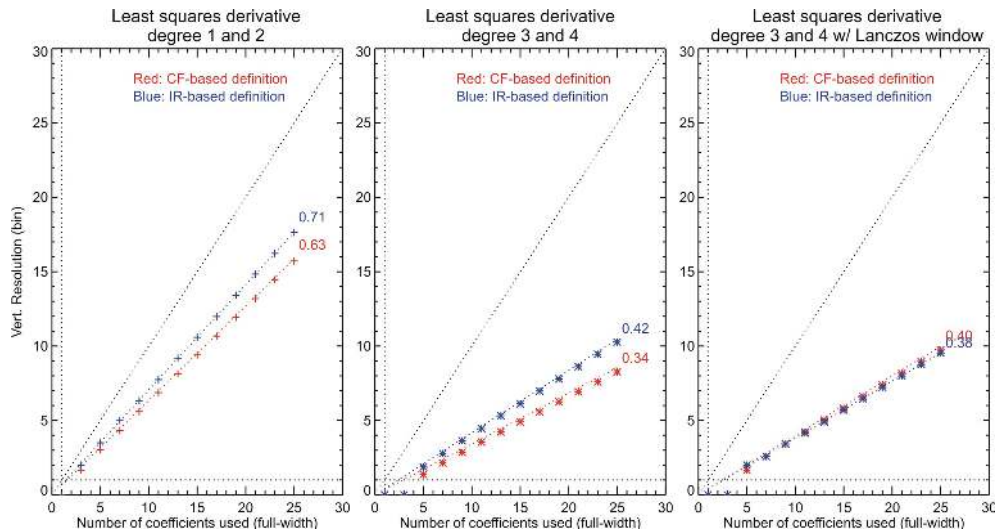 Least squares derivative
degree 1 and 2
Least squares derivative
degree 3 and 4
Least squares derivative
degree 3 and 4 w/ Lanczos window
Vert. Resolution (bin)
30
25
20
15
10
5
0
Red: CF-based definition
Blue: IR-based definition
0.71
0.63
0 5 10 15 20 25 30
Number of coefficients used (full-width)
30
25
20
15
10
5
0
Red: CF-based definition
Blue: IR-based definition
0.42
0.34
0 5 10 15 20 25 30
Number of coefficients used (full-width)
30
25
20
15
10
5
0
Red: CF-based definition
Blue: IR-based definition
0.40
0.38
0 5 10 15 20 25 30
Number of coefficients used (full-width)